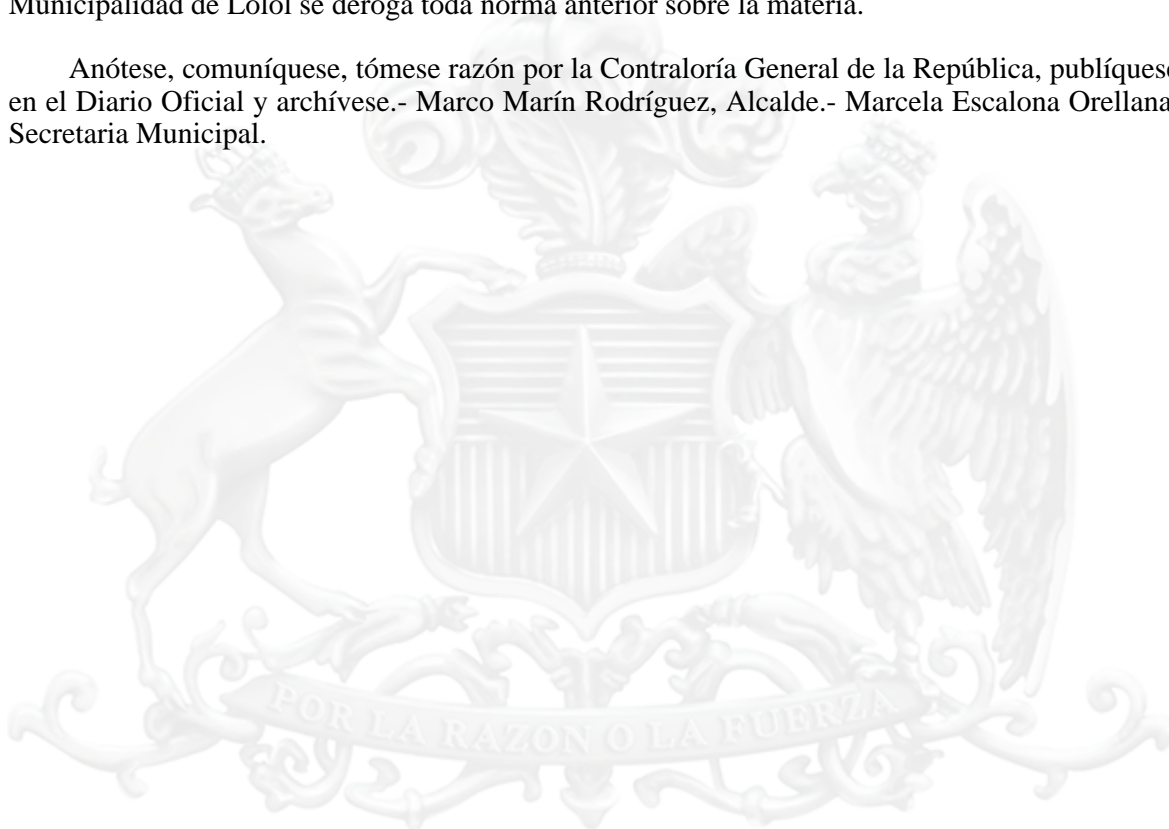 Municipalidad de Lolol se deroga toda norma anterior sobre la materia.
Anótese, comuníquese, tómese razón por la Contraloría General de la República, publíquese
en el Diario Oficial y archívese.- Marco Marín Rodríguez, Alcalde.- Marcela Escalona Orellana
Secretaria Municipal.
POR LA RAZON O LA FUERZA